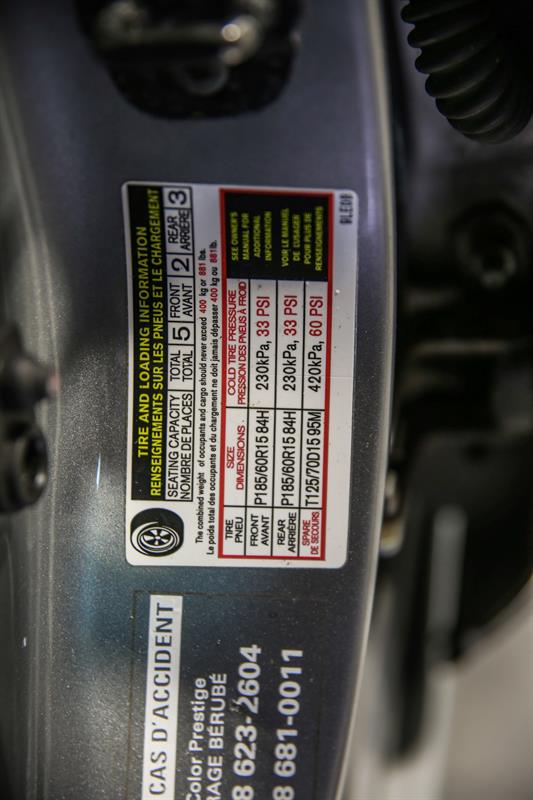 TIRE AND LOADING INFORMATION
RENSEIGNEMENTS SUR LES PNEUS ET LE CHARGEMENT
SEATING CAPACITY TOTAL 5 FRONT 2 REAR 3
NOMBRE DE PLACES TOTAL AVANT ARRIÈRE
The combined weight of occupants and cargo should never exceed 400 kg or 881 lbs.
Le poids total des occupants et du chargement ne doit jamais dépasser 400 kg ou 881 lb.
TIRE SIZE COLD TIRE PRESSURE
PNEU DIMENSIONS PRESSION DES PNEUS À FROID
FRONT
AVANT
P185/60R15 84H 230kPa, 33 PSI
REAR
ARRIÈRE
P185/60R15 84H 230kPa, 33 PSI
SPARE
DE SECOURS
T125/70D15 95M 420kPa, 60 PSI
SEE OWNER'S
MANUAL FOR
ADDITIONAL
INFORMATION
VOIR LE MANUEL
DE L'USAGER
POUR PLUS DE
RENSEIGNEMENTS
CAS D'ACCIDENT
Color Prestige
RAGE BÉRUBÉ
8 623-2604
8 681-0011